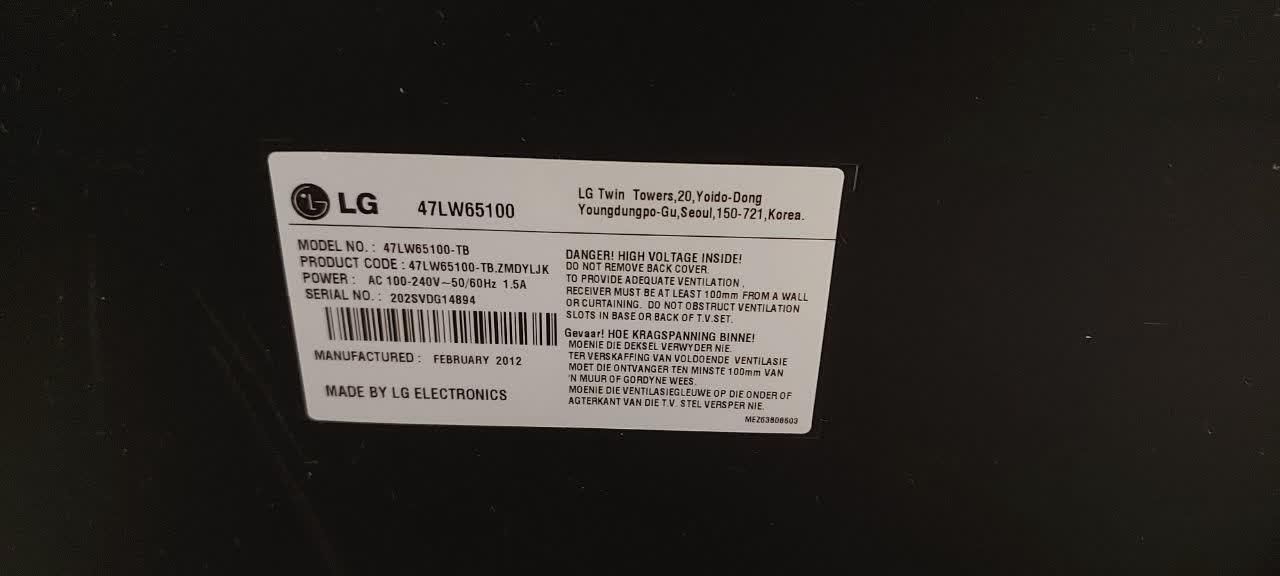 LG 47LW65100
LG Twin Towers,20,Yoido-Dong
Youngdungpo-Gu,Seoul,150-721,Korea.
MODEL NO. : 47LW65100-TB
PRODUCT CODE : 47LW65100-TB.ZMDYLJK
POWER : AC 100-240V~50/60Hz 1.5A
SERIAL NO. : 202SVDG14894
MANUFACTURED : FEBRUARY 2012
MADE BY LG ELECTRONICS
DANGER! HIGH VOLTAGE INSIDE!
DO NOT REMOVE BACK COVER.
TO PROVIDE ADEQUATE VENTILATION ,
RECEIVER MUST BE AT LEAST 100mm FROM A WALL
OR CURTAINING. DO NOT OBSTRUCT VENTILATION
SLOTS IN BASE OR BACK OF T.V.SET.
Gevaar! HOE KRAGSPANNING BINNE!
MOENIE DIE DEKSEL VERWYDER NIE.
TER VERSKAFFING VAN VOLDOENDE VENTILASIE
MOET DIE ONTVANGER TEN MINSTE 100mm VAN
'N MUUR OF GORDYNE WEES.
MOENIE DIE VENTILASIEGLEUWE OP DIE ONDER OF
AGTERKANT VAN DIE T.V. STEL VERSPER NIE.
MEZ63808503